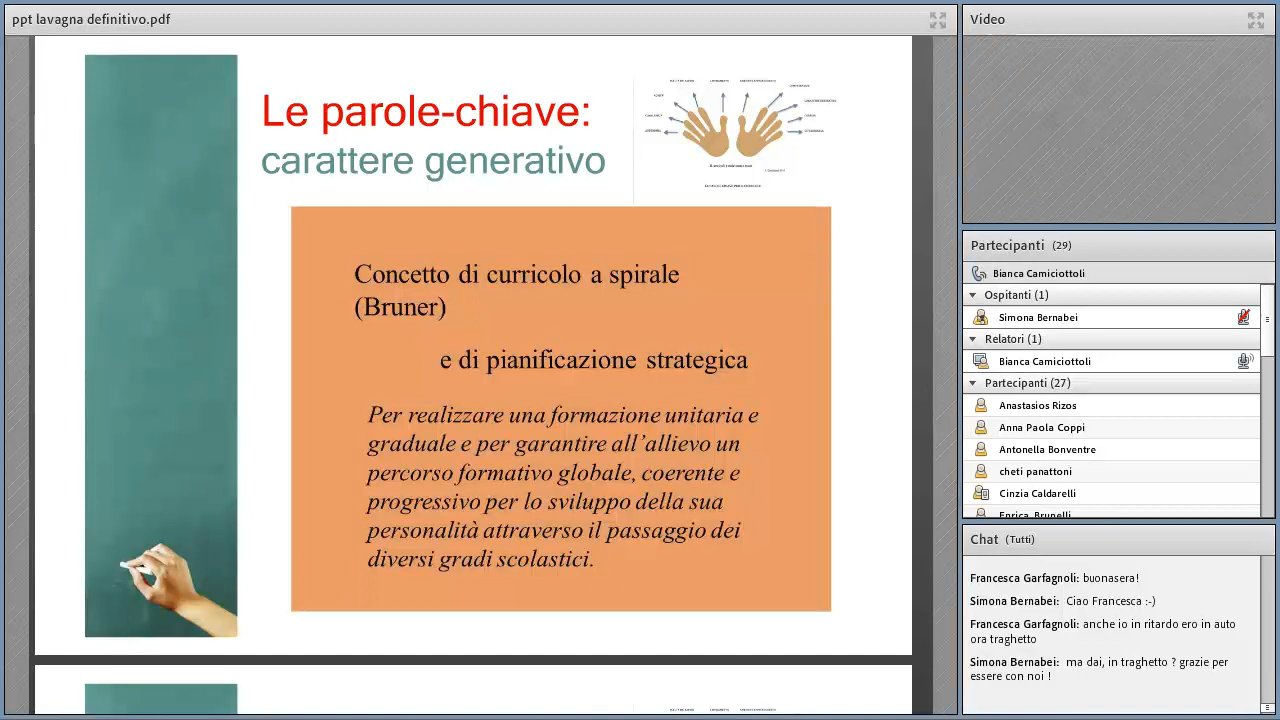 ppt lavagna definitivo.pdf
Le parole-chiave:
carattere generativo
Concetto di curricolo a spirale
(Bruner)
e di pianificazione strategica
Per realizzare una formazione unitaria e
graduale e per garantire all'allievo un
percorso formativo globale, coerente e
progressivo per lo sviluppo della sua
personalità attraverso il passaggio dei
diversi gradi scolastici.
Video
Partecipanti (29)
Bianca Camiciottoli
Ospitanti (1)
Simona Bernabei
Relatori (1)
Bianca Camiciottoli
Partecipanti (27)
Anastasios Rizos
Anna Paola Coppi
Antonella Bonventre
cheti panattoni
Cinzia Caldarelli
Enrica Brunelli
Chat (Tutti)
Francesca Garfagnoli: buonasera!
Simona Bernabei: Ciao Francesca :-)
Francesca Garfagnoli: anche io in ritardo ero in auto
ora traghetto
Simona Bernabei: ma dai, in traghetto ? grazie per
essere con noi !